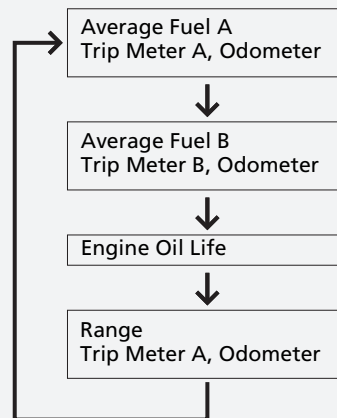 Average Fuel A
Trip Meter A, Odometer
Average Fuel B
Trip Meter B, Odometer
Engine Oil Life
Range
Trip Meter A, Odometer